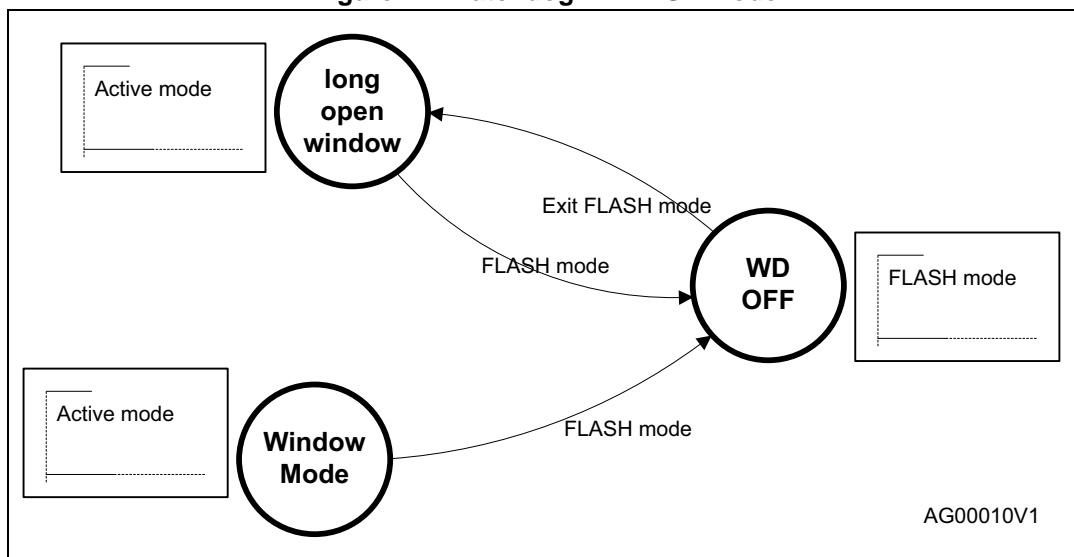 Active mode
long
open
window
Exit FLASH mode
FLASH mode
WD
OFF
FLASH mode
Active mode
Window
Mode
FLASH mode
AG00010V1